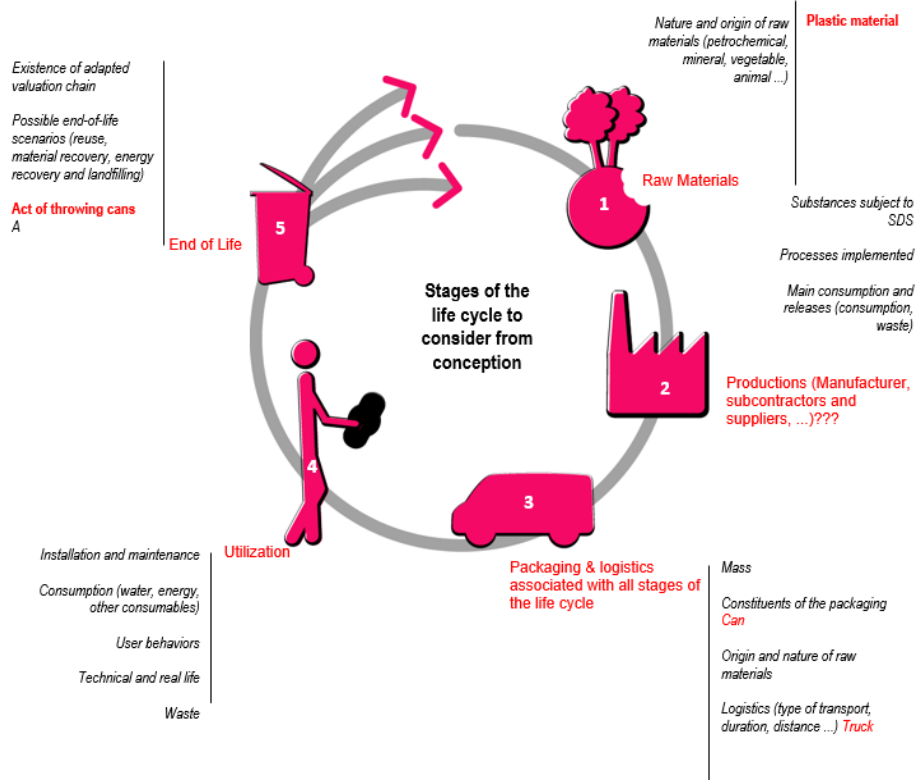 Nature and origin of raw
materials (petrochemical,
mineral, vegetable,
animal ...)
Plastic material
Raw Materials
1
Substances subject to
SDS
Processes implemented
Main consumption and
releases (consumption,
waste)
2
Productions (Manufacturer,
subcontractors and
suppliers, ...)???
3
Packaging & logistics
associated with all stages of
the life cycle
Mass
Constituents of the packaging
Can
Origin and nature of raw
materials
Logistics (type of transport,
duration, distance ...) Truck
4
Utilization
Installation and maintenance
Consumption (water, energy,
other consumables)
User behaviors
Technical and real life
Waste
5
End of Life
Existence of adapted
valuation chain
Possible end-of-life
scenarios (reuse,
material recovery, energy
recovery and landfilling)
Act of throwing cans
A
Stages of the
life cycle to
consider from
conception